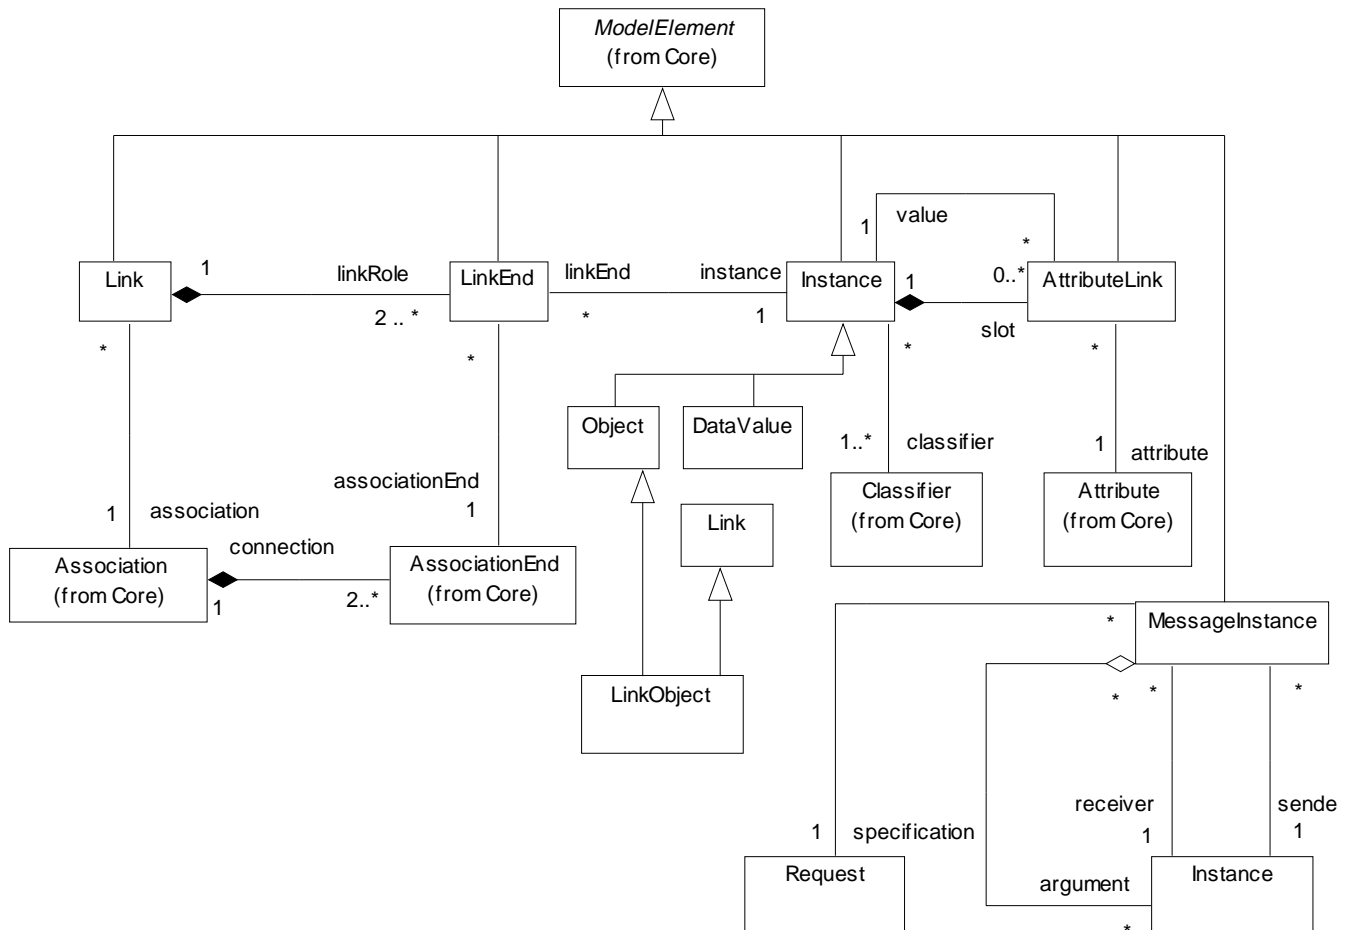 ModelElement
(from Core)
value
1
*
Link
1
linkRole
2 .. *
LinkEnd
linkEnd
*
instance
1
Instance
1
0..*
slot
AttributeLink
*
*
*
*
Object
DataValue
1..*
classifier
1
attribute
associationEnd
1
1
association
Classifier
(from Core)
Attribute
(from Core)
Link
connection
Association
(from Core)
1
2..*
AssociationEnd
(from Core)
MessageInstance
*
*
*
*
LinkObject
receiver
1
sende
1
1
specification
argument
*
Request
Instance